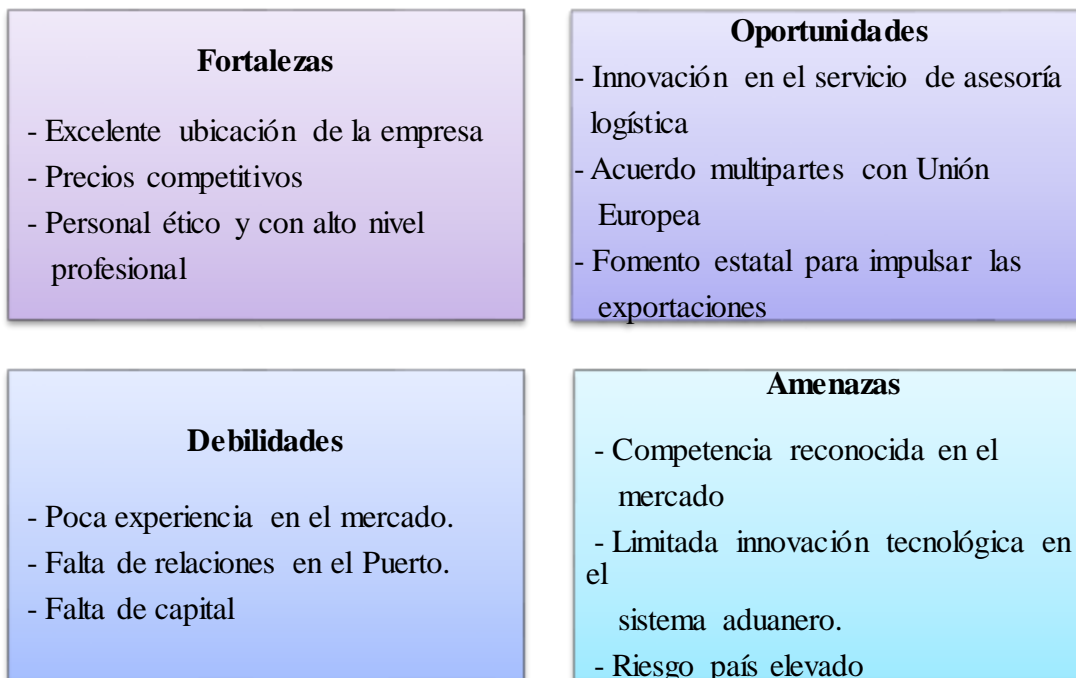 Fortalezas
- Excelente ubicación de la empresa
- Precios competitivos
- Personal ético y con alto nivel
profesional
Oportunidades
- Innovación en el servicio de asesoría
logística
- Acuerdo multipartes con Unión
Europea
- Fomento estatal para impulsar las
exportaciones
Debilidades
- Poca experiencia en el mercado.
- Falta de relaciones en el Puerto.
- Falta de capital
Amenazas
- Competencia reconocida en el
mercado
- Limitada innovación tecnológica en
el
sistema aduanero.
- Riesgo país elevado